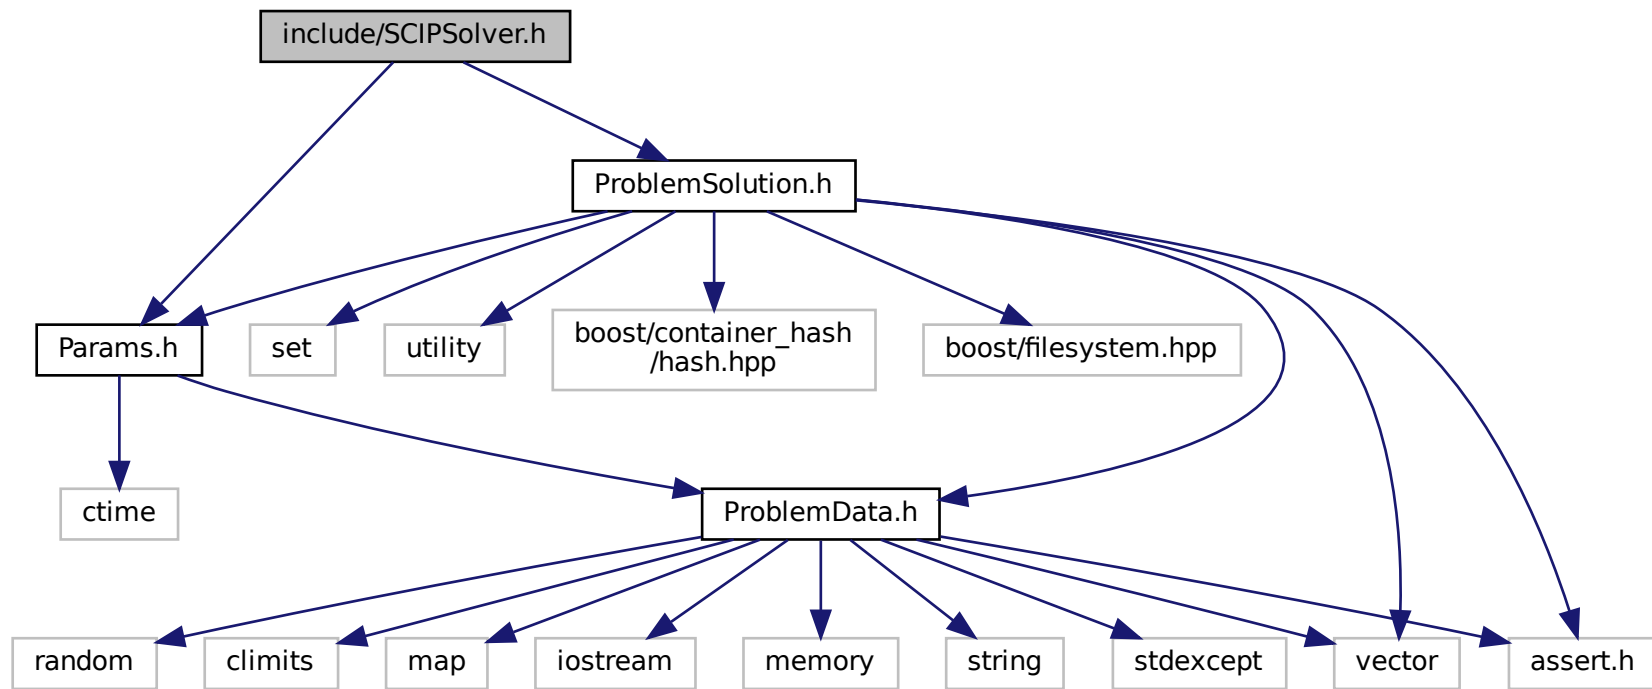 include/SCIPSolver.h
ProblemSolution.h
Params.h
set
utility
boost/container_hash
/hash.hpp
boost/filesystem.hpp
ctime
ProblemData.h
random
climits
map
iostream
memory
string
stdexcept
vector
assert.h